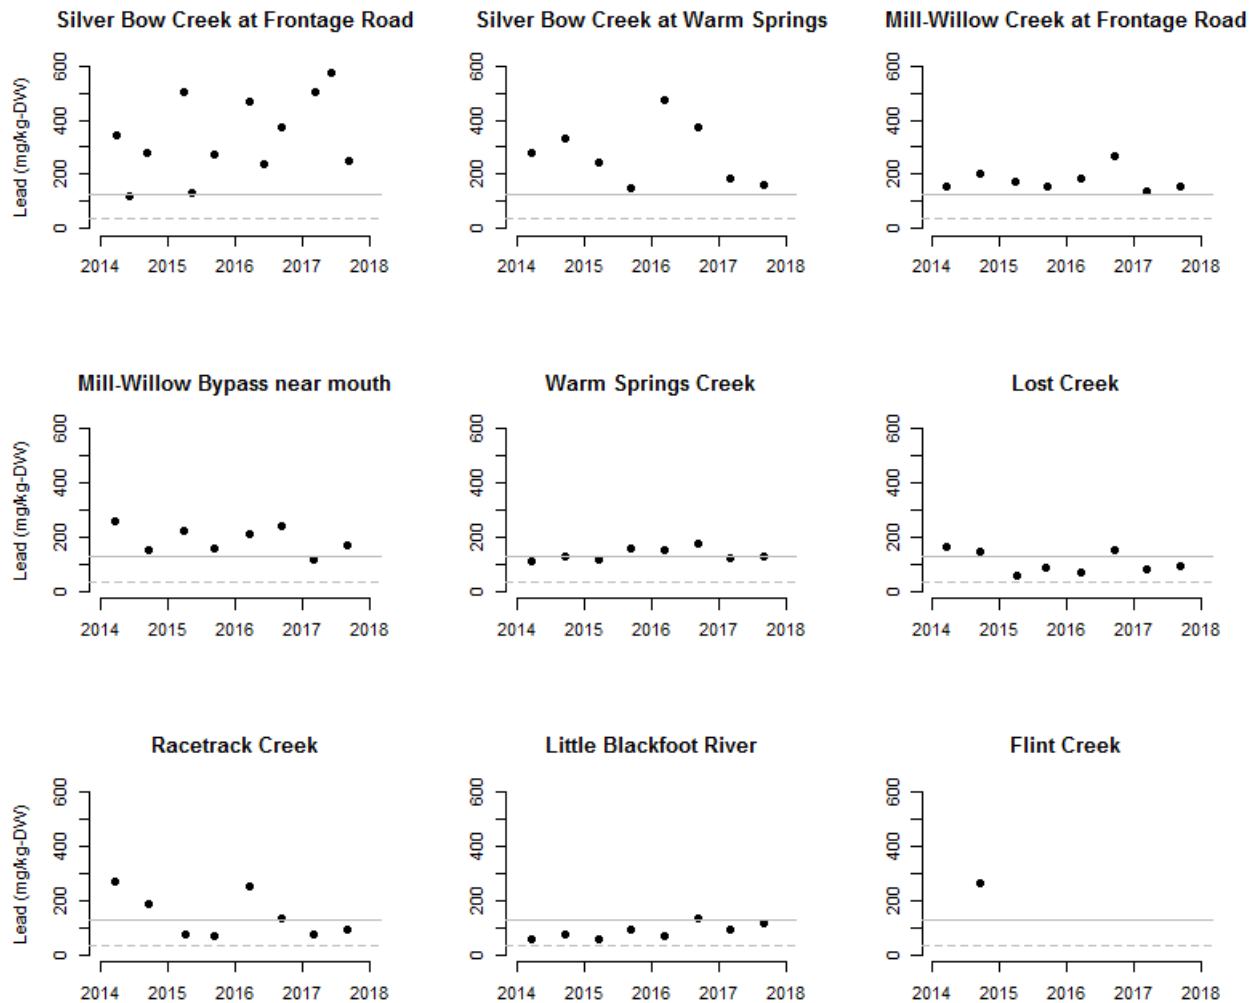 Silver Bow Creek at Frontage Road
Silver Bow Creek at Warm Springs
Mill-Willow Creek at Frontage Road
Lead (mg/kg-DW)
600
400
200
0
2014 2015 2016 2017 2018
600
400
200
0
2014 2015 2016 2017 2018
600
400
200
0
2014 2015 2016 2017 2018
Mill-Willow Bypass near mouth
Warm Springs Creek
Lost Creek
Lead (mg/kg-DW)
600
400
200
0
2014 2015 2016 2017 2018
600
400
200
0
2014 2015 2016 2017 2018
600
400
200
0
2014 2015 2016 2017 2018
Racetrack Creek
Little Blackfoot River
Flint Creek
Lead (mg/kg-DW)
600
400
200
0
2014 2015 2016 2017 2018
600
400
200
0
2014 2015 2016 2017 2018
600
400
200
0
2014 2015 2016 2017 2018